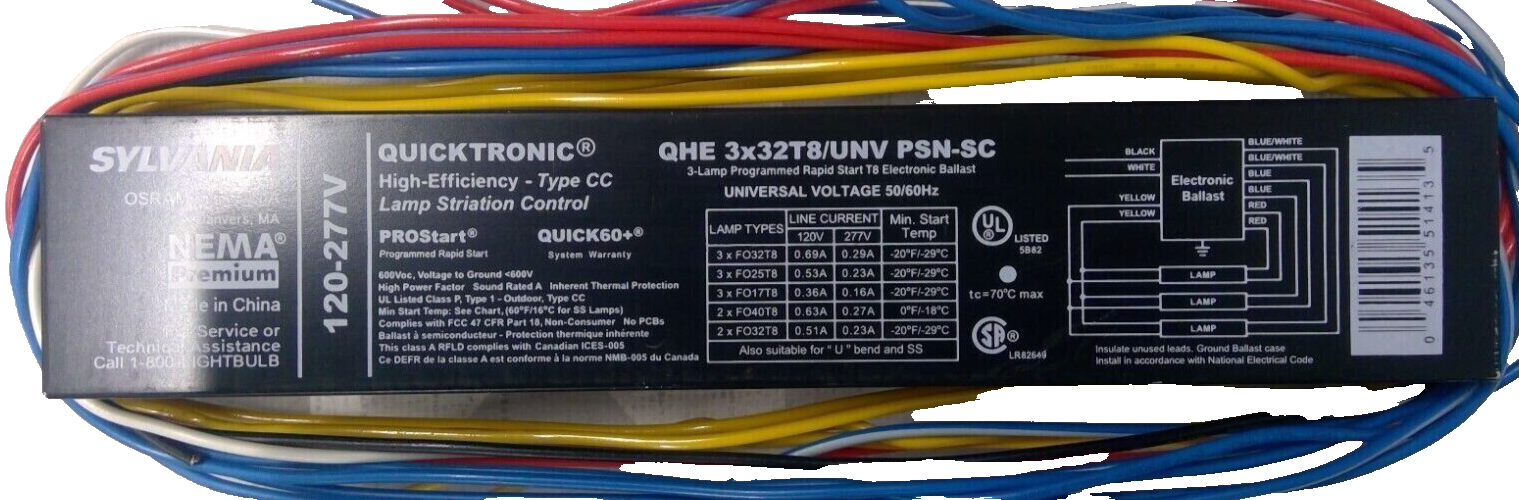 SYLVANIA
OSRAM SYLVANIA
Danvers, MA
NEMA®
Premium
Made in China
Service or
Technical Assistance
Call 1-800-LIGHTBULB
120-277V
QUICKTRONIC®
High-Efficiency - Type CC
Lamp Striation Control
PROStart® QUICK60+®
Programmed Rapid Start System Warranty
600Voc, Voltage to Ground <600V
High Power Factor Sound Rated A Inherent Thermal Protection
UL Listed Class P, Type 1 - Outdoor, Type CC
Min Start Temp: See Chart, (60°F/16°C for SS Lamps)
Complies with FCC 47 CFR Part 18, Non-Consumer No PCBs
Ballast à semiconducteur - Protection thermique inhérente
This class A RFLD complies with Canadian ICES-005
Ce DEFR de la classe A est conforme à la norme NMB-005 du Canada
QHE 3x32T8/UNV PSN-SC
3-Lamp Programmed Rapid Start T8 Electronic Ballast
UNIVERSAL VOLTAGE 50/60Hz
LAMP TYPES LINE CURRENT Min. Start Temp
120V 277V
3 x FO32T8 0.69A 0.29A -20°F/-29°C
3 x FO25T8 0.53A 0.23A -20°F/-29°C
3 x FO17T8 0.36A 0.16A -20°F/-29°C
2 x FO40T8 0.63A 0.27A 0°F/-18°C
2 x FO32T8 0.51A 0.23A -20°F/-29°C
Also suitable for "U" bend and SS
UL®
LISTED
5B82
tc=70°C max
SA®
LR82649
BLACK
WHITE
YELLOW
YELLOW
Electronic
Ballast
BLUE/WHITE
BLUE/WHITE
BLUE
BLUE
RED
RED
LAMP
LAMP
LAMP
Insulate unused leads. Ground Ballast case
Install in accordance with National Electrical Code
0 46135 51413 5